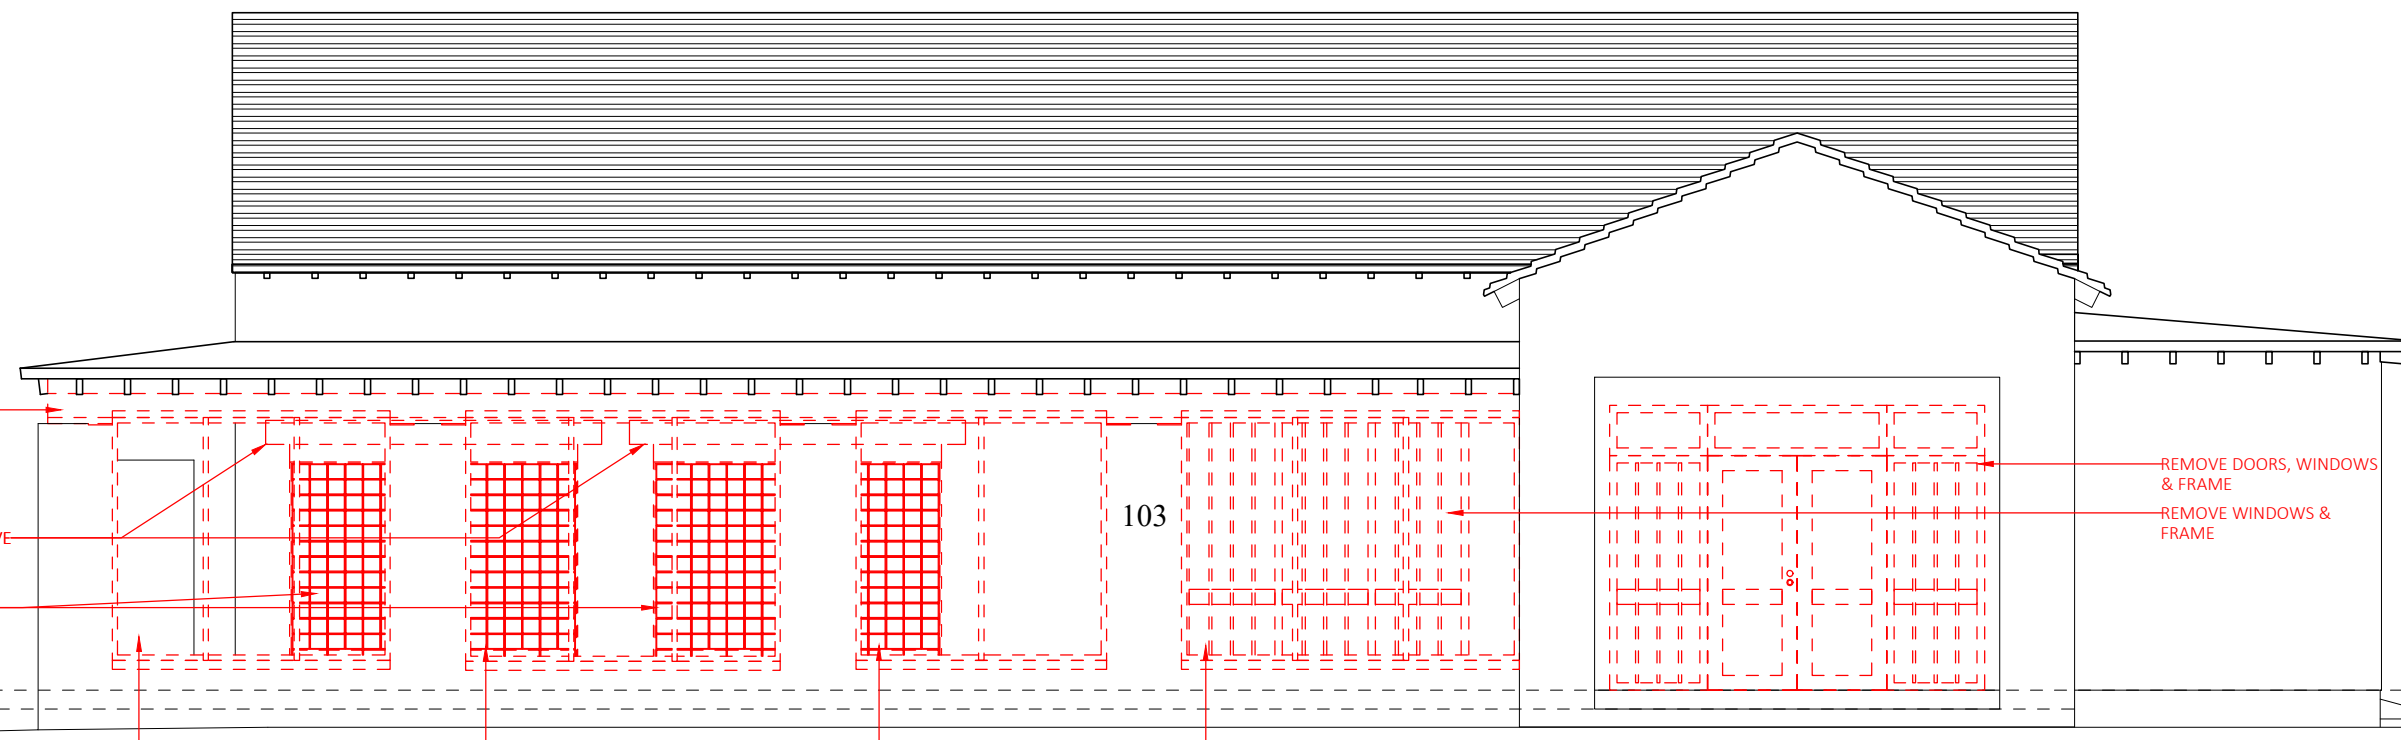 REMOVE DOORS, WINDOWS
& FRAME
103
REMOVE WINDOWS &
FRAME